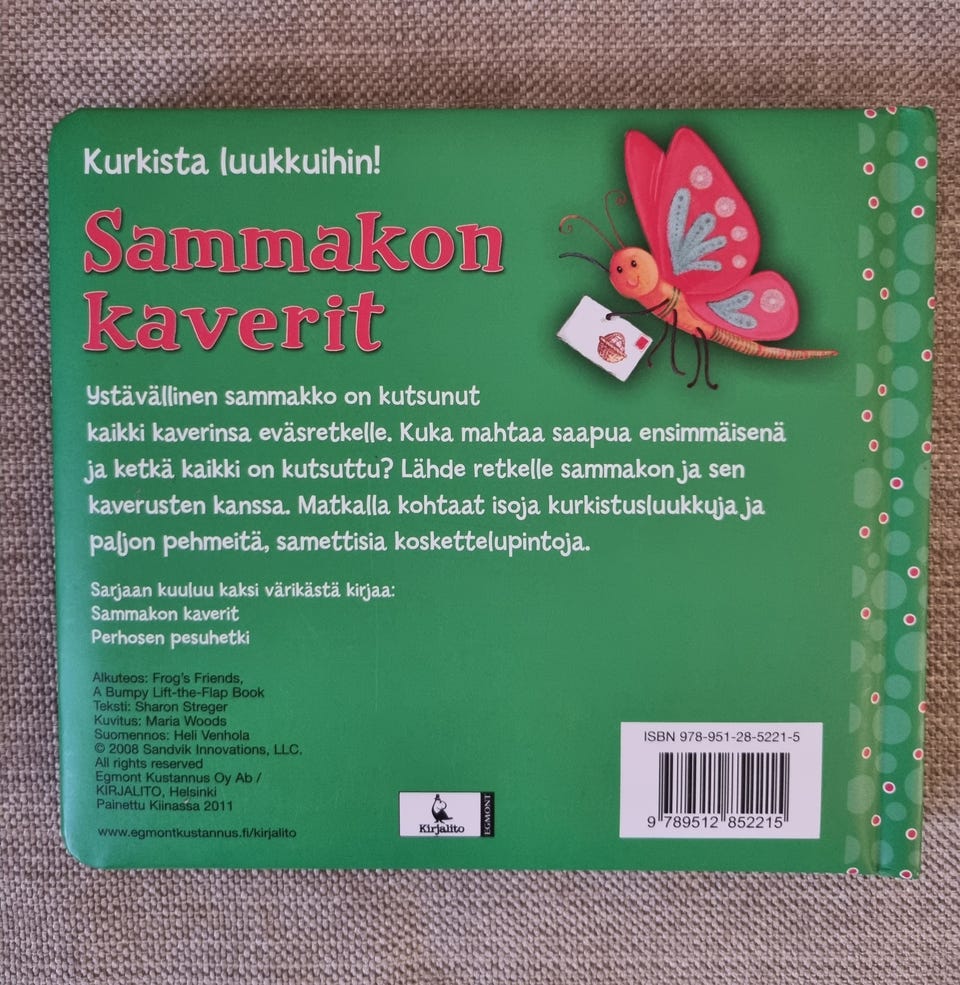 Kurkista luukkuihin!
Sammakon
kaverit
Ystävällinen sammakko on kutsunut
kaikki kaverinsa eväsretkelle. Kuka mahtaa saapua ensimmäisenä
ja ketkä kaikki on kutsuttu? Lähde retkelle sammakon ja sen
kaverusten kanssa. Matkalla kohtaat isoja kurkistusluukkuja ja
paljon pehmeitä, samettisia koskettelupintoja.
Sarjaan kuuluu kaksi värikästä kirjaa:
Sammakon kaverit
Perhosen pesuhetki
Alkuteos: Frog's Friends,
A Bumpy Lift-the-Flap Book
Teksti: Sharon Streger
Kuvitus: Maria Woods
Suomennos: Heli Venhola
© 2008 Sandvik Innovations, LLC.
All rights reserved
Egmont Kustannus Oy Ab /
KIRJALITO, Helsinki
Painettu Kiinassa 2011
www.egmontkustannus.fi/kirjalito
Kirjalito
EGMONT
ISBN 978-951-28-5221-5
9 789512 852215